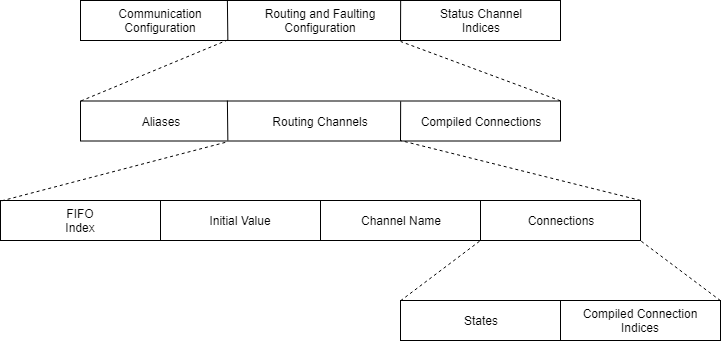 Communication
Configuration
Routing and Faulting
Configuration
Status Channel
Indices
Aliases
Routing Channels
Compiled Connections
FIFO
Index
Initial Value
Channel Name
Connections
States
Compiled Connection
Indices